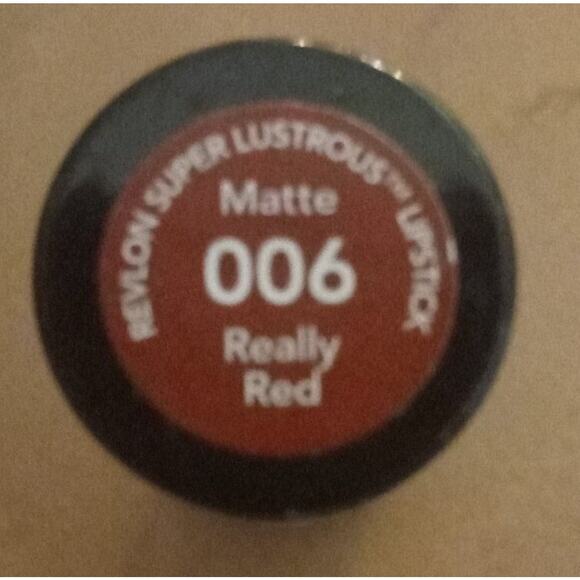 REVLON SUPER LUSTROUS™ LIPSTICK
Matte
006
Really
Red